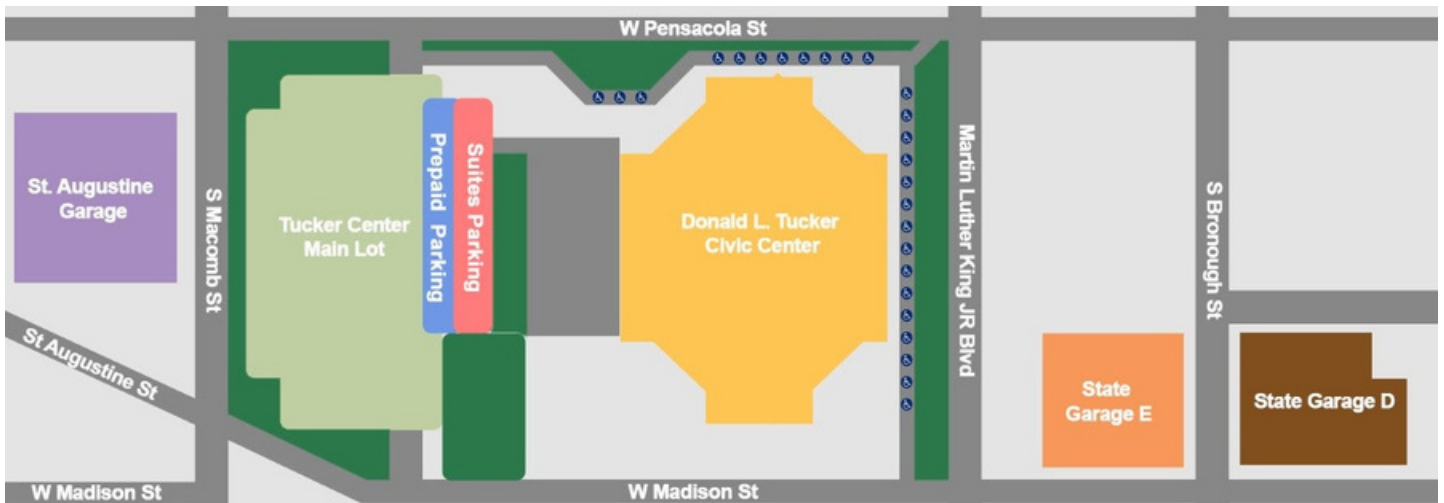 W Pensacola St
St. Augustine
Garage
S Macomb St
Tucker Center
Main Lot
Prepaid Parking
Suites Parking
Donald L. Tucker
Civic Center
Martin Luther King JR Blvd
S Bronough St
St Augustine St
State
Garage E
State Garage D
W Madison St
W Madison St